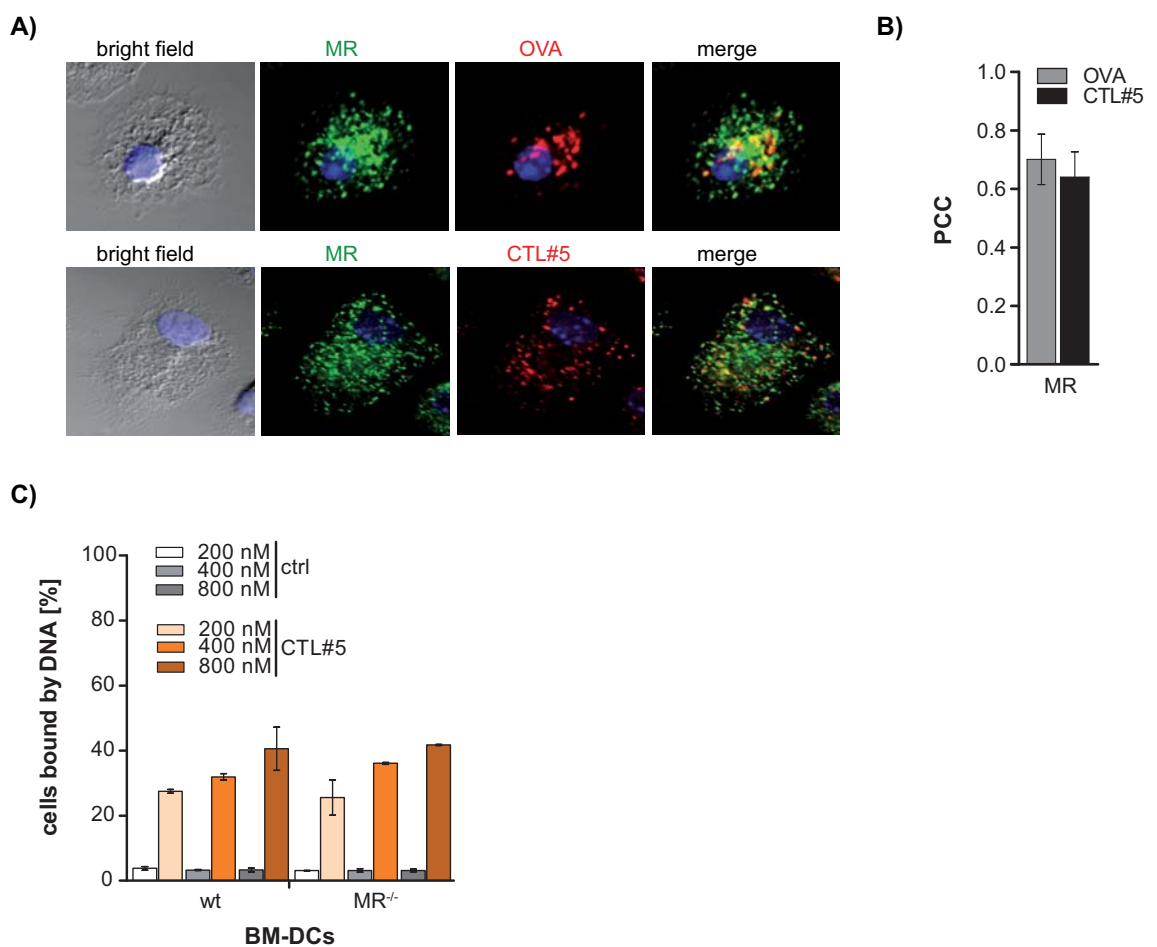 A)
bright field MR OVA merge
bright field MR CTL#5 merge
B)
OVA
CTL#5
1.0
0.8
0.6
0.4
0.2
0.0
PCC
MR
C)
200 nM
400 nM
800 nM
ctrl
200 nM
400 nM
800 nM
CTL#5
100
80
60
40
20
0
cells bound by DNA [%]
wt MR-/-
BM-DCs